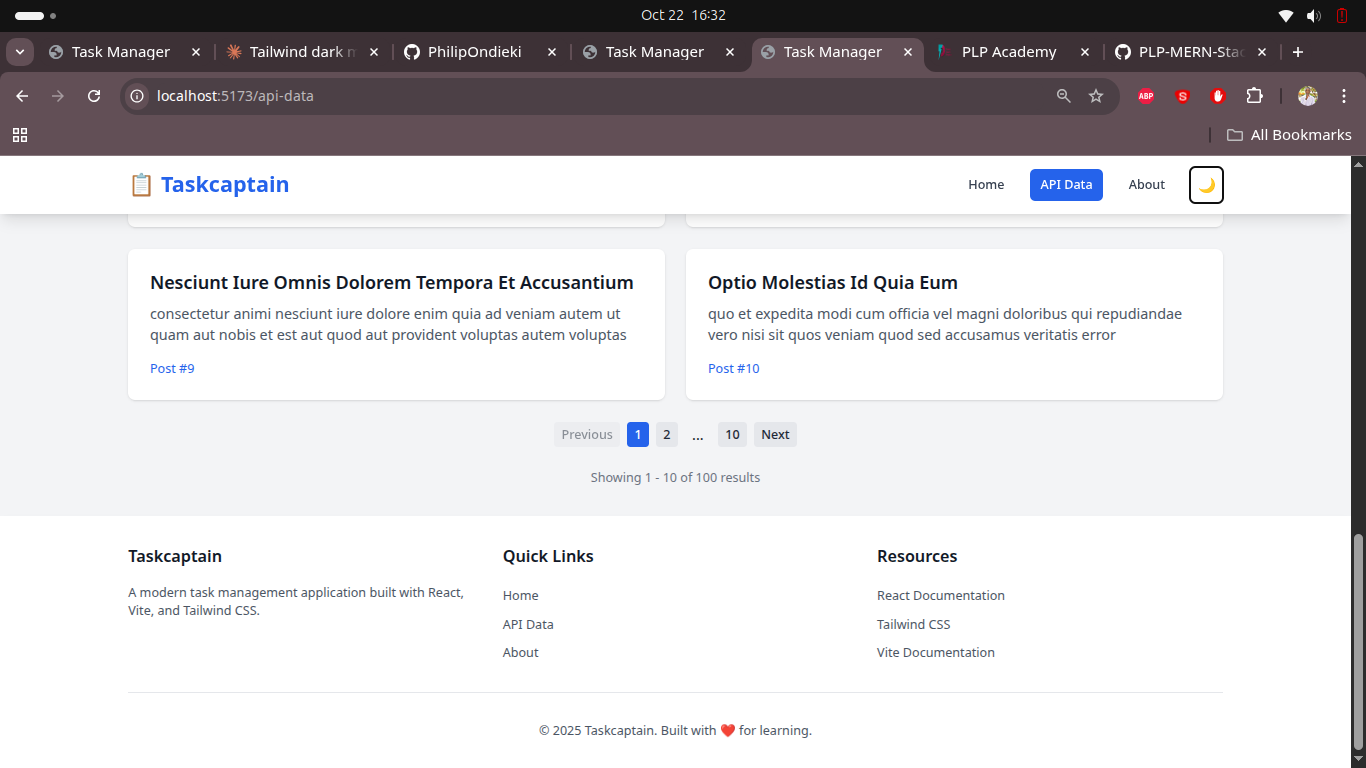 Oct 22 16:32
Task Manager
Tailwind dark m
PhilipOndieki
Task Manager
Task Manager
PLP Academy
PLP-MERN-Stac
localhost:5173/api-data
ABP
S
All Bookmarks
📋 Taskcaptain
Home
API Data
About
Nesciunt Iure Omnis Dolorem Tempora Et Accusantium
consectetur animi nesciunt iure dolore enim quia ad veniam autem ut
quam aut nobis et est aut quod aut provident voluptas autem voluptas
Post #9
Optio Molestias Id Quia Eum
quo et expedita modi cum officia vel magni doloribus qui repudiandae
vero nisi sit quos veniam quod sed accusamus veritatis error
Post #10
Previous 1 2 ... 10 Next
Showing 1 - 10 of 100 results
Taskcaptain
A modern task management application built with React,
Vite, and Tailwind CSS.
Quick Links
Home
API Data
About
Resources
React Documentation
Tailwind CSS
Vite Documentation
© 2025 Taskcaptain. Built with ❤️ for learning.